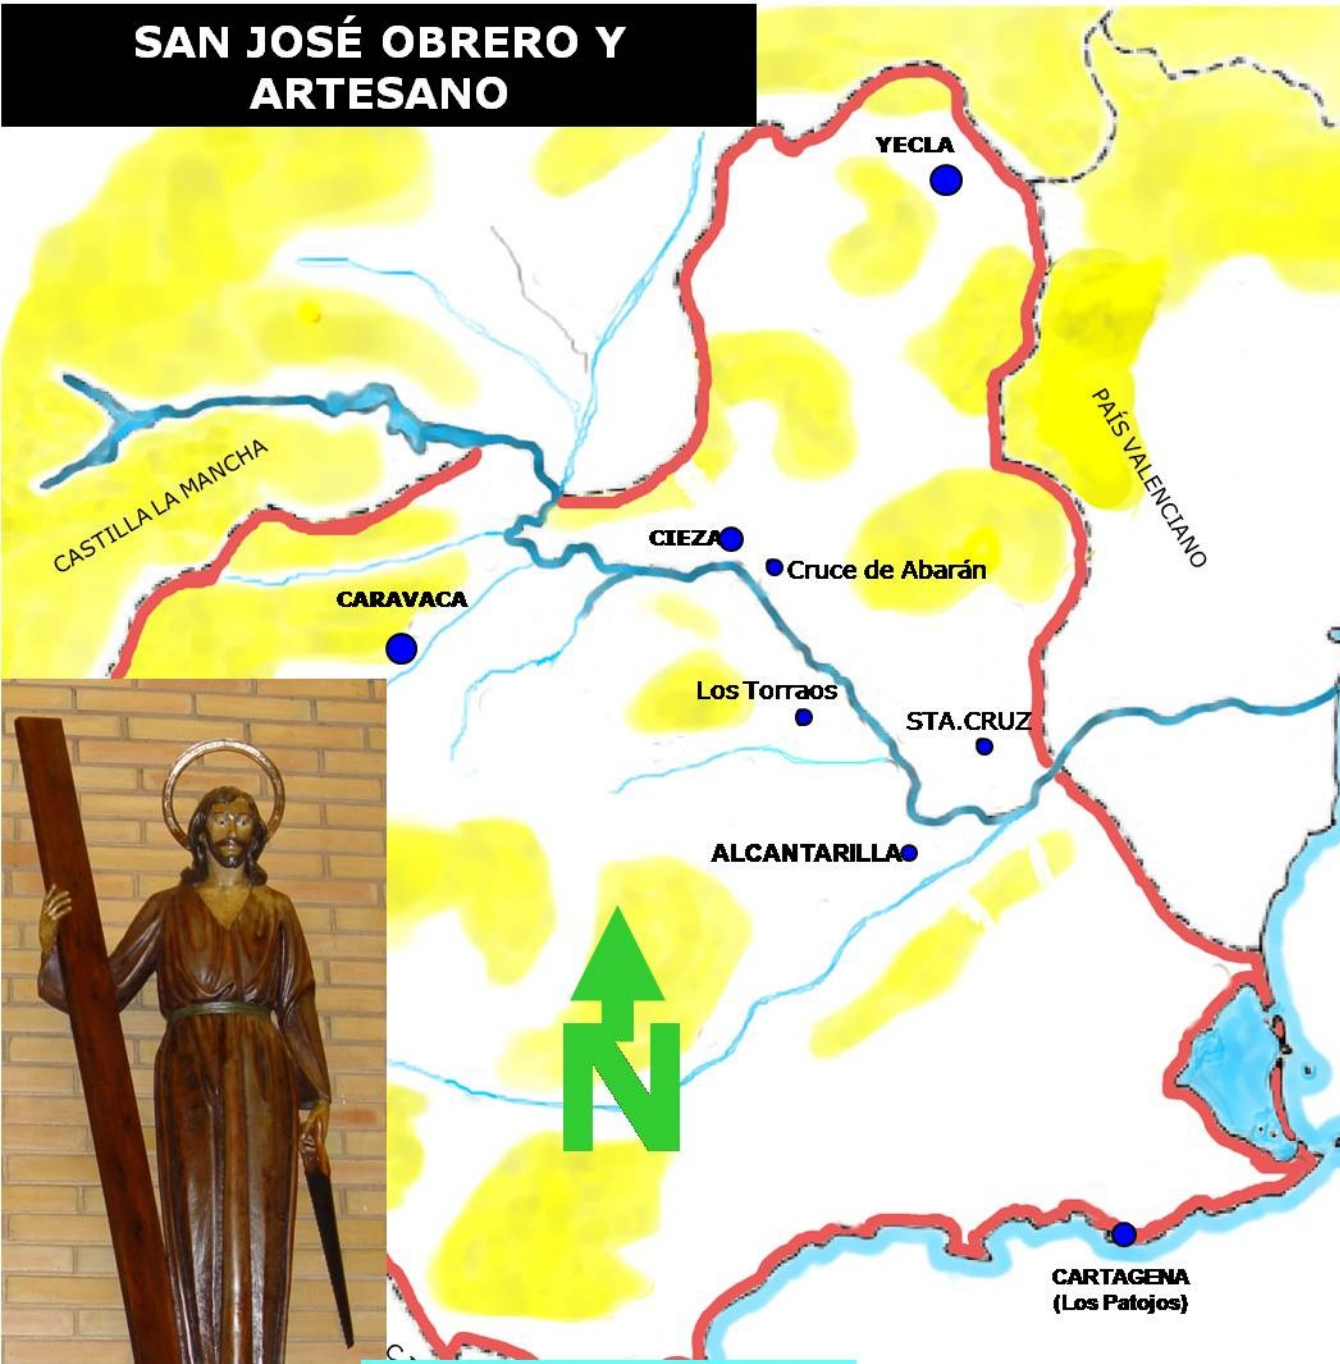 SAN JOSÉ OBRERO Y
ARTESANO
YECLA
PAÍS VALENCIANO
CASTILLA LA MANCHA
CIEZA
Cruce de Abarán
CARAVACA
Los Torraos
STA.CRUZ
ALCANTARILLA
N
CARTAGENA
(Los Patojos)